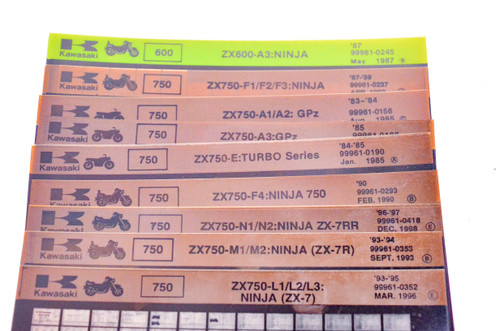 Kawasaki 600 ZX600-A3:NINJA '87
99961-0245
May 1987
Kawasaki 750 ZX750-F1/F2/F3:NINJA '87-'89
99961-0237
750 ZX750-A1/A2: GPz '83-'84
99961-0156
Aug. 1985
Kawasaki 750 ZX750-A3:GPz '85
Kawasaki 750 ZX750-E:TURBO Series '84-'85
99961-0190
Jan. 1985 A
Kawasaki 750 ZX750-F4:NINJA 750 '90
99961-0293
FEB. 1990 B
Kawasaki 750 ZX750-N1/N2:NINJA ZX-7RR '96-'97
99961-0418
DEC. 1998 E
Kawasaki 750 ZX750-M1/M2:NINJA (ZX-7R) '93-'94
99961-0353
SEPT. 1993 B
Kawasaki 750 ZX750-L1/L2/L3: '93-'95
NINJA (ZX-7) 99961-0352
MAR. 1996 E